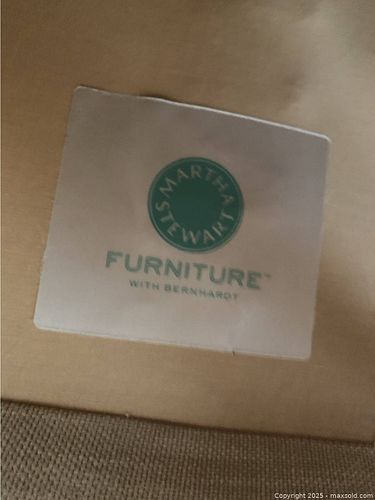 MARTHA
STEWART
FURNITURE™
WITH BERNHARDT
Copyright 2025 - maxsold.com